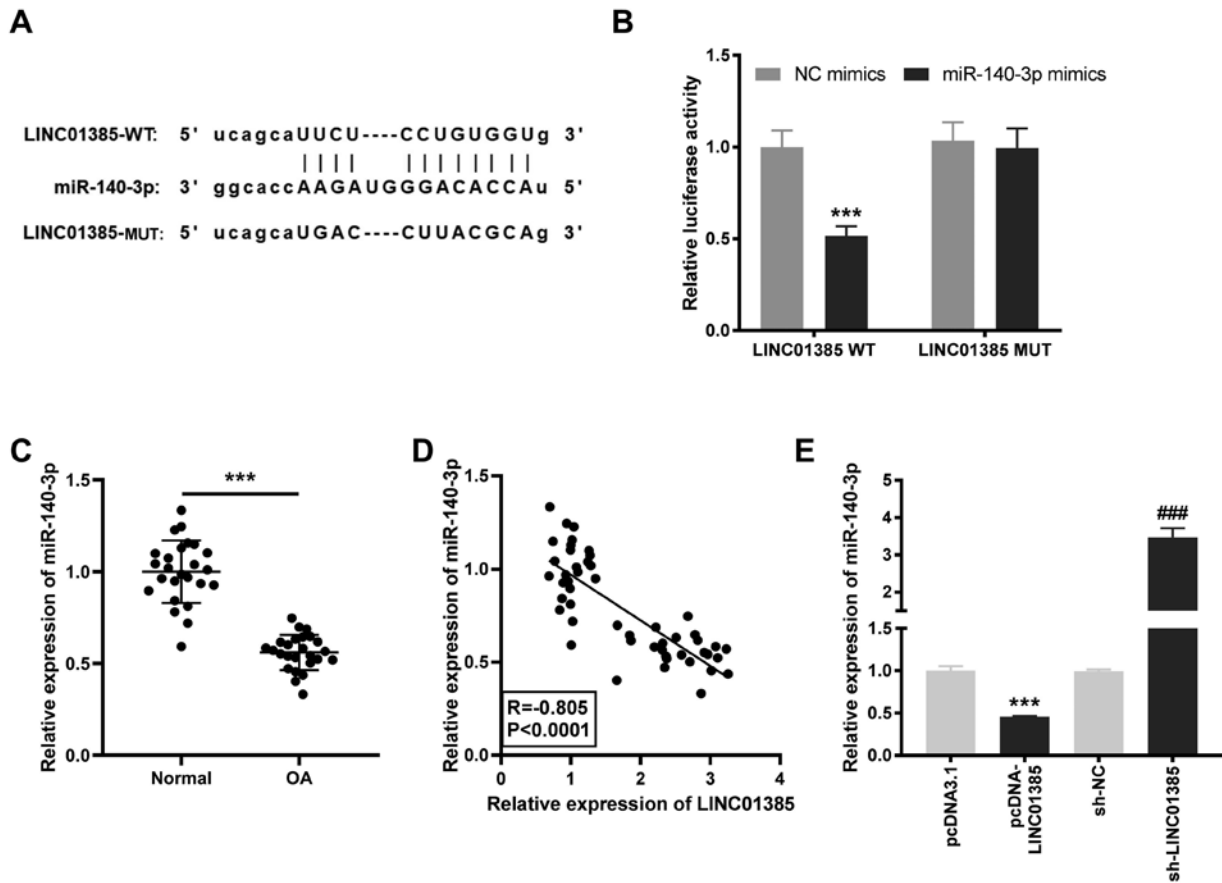 A
LINC01385-WT: 5' ucagcaUUCU----CCUGUGGUg 3'
miR-140-3p: 3' ggcaccAAGAUGGGACACCAu 5'
LINC01385-MUT: 5' ucagcaUGAC----CUUACGCAg 3'
B
NC mimics
miR-140-3p mimics
Relative luciferase activity
1.5
1.0
0.5
0.0
***
LINC01385 WT
LINC01385 MUT
C
Relative expression of miR-140-3p
1.5
1.0
0.5
0.0
***
Normal
OA
D
Relative expression of miR-140-3p
1.5
1.0
0.5
0.0
R=-0.805
P<0.0001
0 1 2 3 4
Relative expression of LINC01385
E
Relative expression of miR-140-3p
5
4
3
2
1.5
1.0
0.5
0.0
***
###
pcDNA3.1
pcDNA-
LINC01385
sh-NC
sh-LINC01385